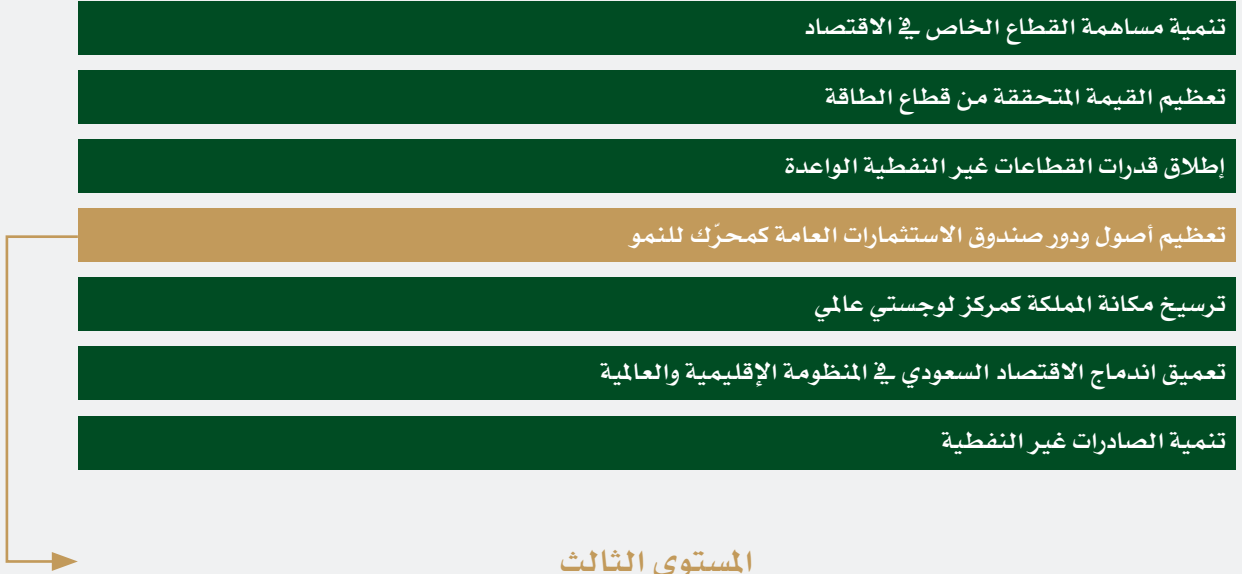 تنمية مساهمة القطاع الخاص في الاقتصاد
تعظيم القيمة المتحققة من قطاع الطاقة
إطلاق قدرات القطاعات غير النفطية الواعدة
تعظيم أصول ودور صندوق الاستثمارات العامة كمحرّك للنمو
ترسيخ مكانة المملكة كمركز لوجستي عالمي
تعميق اندماج الاقتصاد السعودي في المنظومة الإقليمية والعالمية
تنمية الصادرات غير النفطية
المستوى الثالث